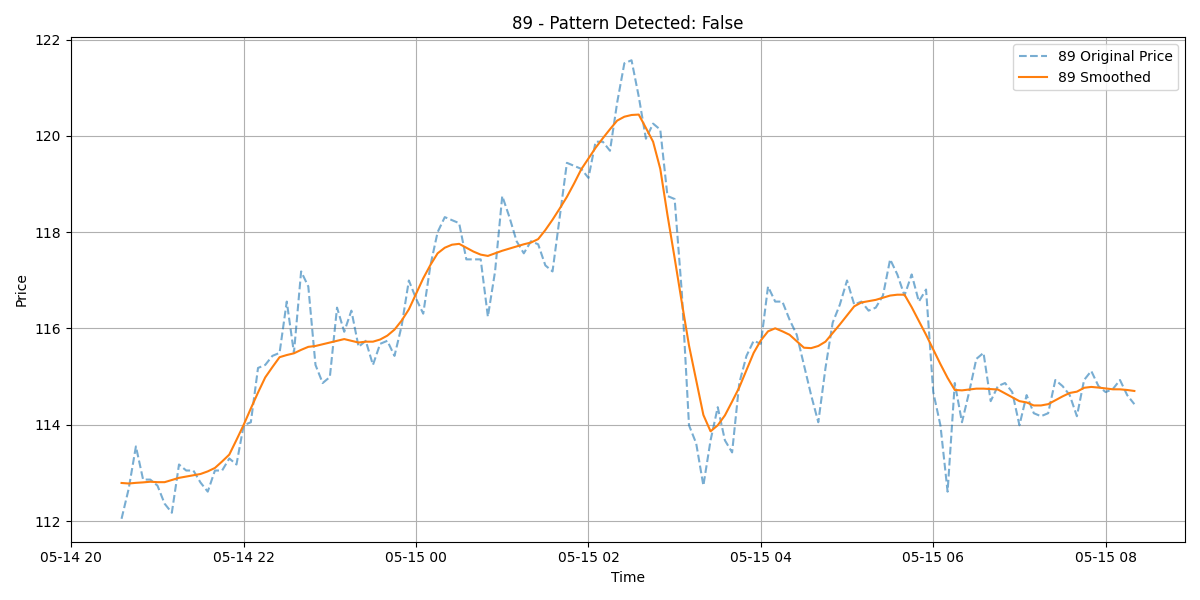 89 - Pattern Detected: False
89 Original Price
89 Smoothed
Price
122
120
118
116
114
112
05-14 20
05-14 22
05-15 00
05-15 02
05-15 04
05-15 06
05-15 08
Time